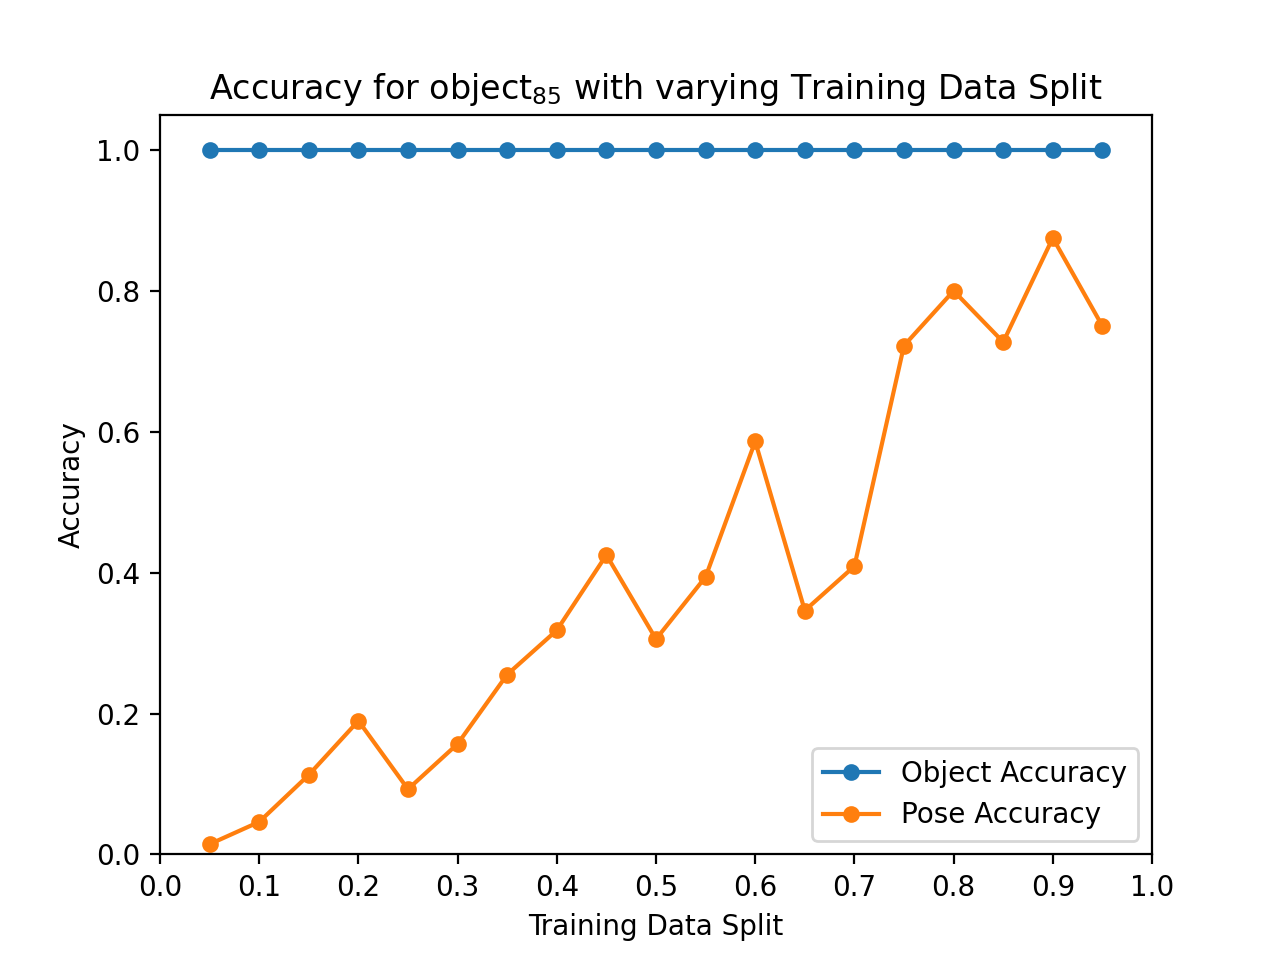 Accuracy for object₈₅ with varying Training Data Split
1.0
0.8
0.6
0.4
0.2
0.0
Accuracy
Object Accuracy
Pose Accuracy
0.0 0.1 0.2 0.3 0.4 0.5 0.6 0.7 0.8 0.9 1.0
Training Data Split